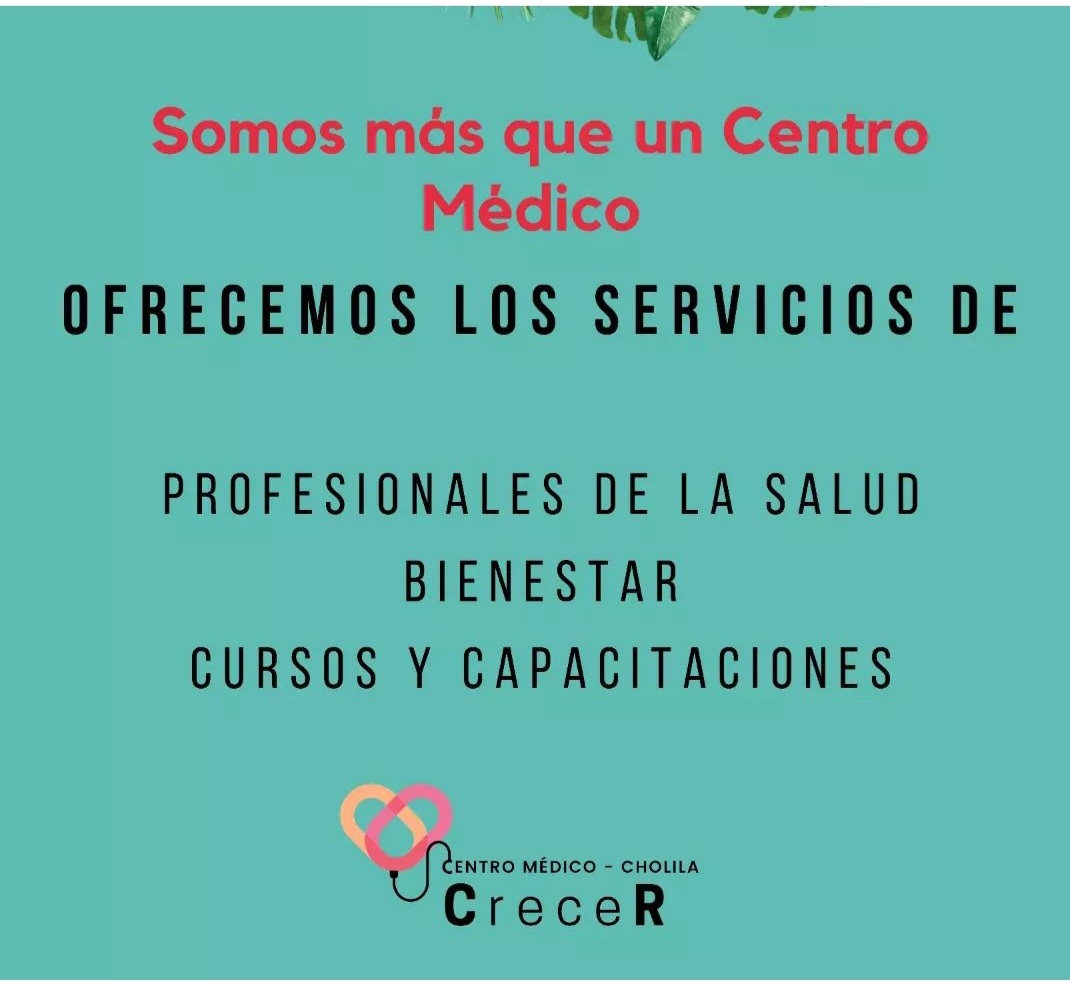 Somos más que un Centro
Médico
OFRECEMOS LOS SERVICIOS DE
PROFESIONALES DE LA SALUD
BIENESTAR
CURSOS Y CAPACITACIONES
CENTRO MÉDICO - CHOLILA
CreceR